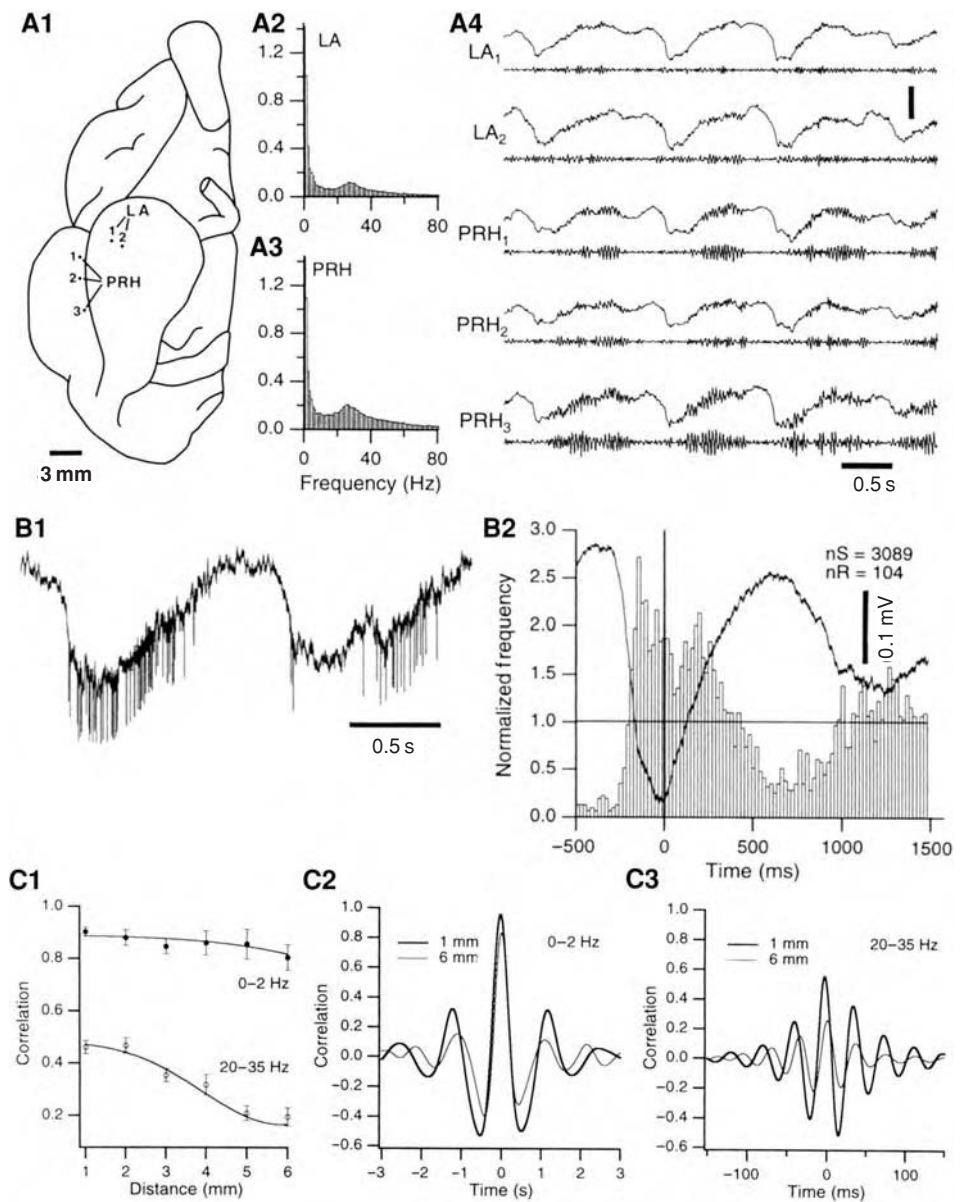 A1
LA
1 2
1
2
PRH
3
3 mm
A2
LA
1.2
0.8
0.4
0.0
0 40 80
A3
PRH
1.2
0.8
0.4
0.0
0 40 80
Frequency (Hz)
A4
LA1
LA2
PRH1
PRH2
PRH3
0.5 s
B1
0.5 s
B2
3.0
2.5
2.0
1.5
1.0
0.5
0.0
Normalized frequency
nS = 3089
nR = 104
0.1 mV
−500 0 500 1000 1500
Time (ms)
C1
1.0
0.8
0.6
0.4
0.2
Correlation
0–2 Hz
20–35 Hz
1 2 3 4 5 6
Distance (mm)
C2
1.0
0.8
0.6
0.4
0.2
0.0
−0.2
−0.4
−0.6
Correlation
1 mm
6 mm
0–2 Hz
−3 −2 −1 0 1 2 3
Time (s)
C3
1.0
0.8
0.6
0.4
0.2
0.0
−0.2
−0.4
−0.6
Correlation
1 mm
6 mm
20–35 Hz
−100 0 100
Time (ms)